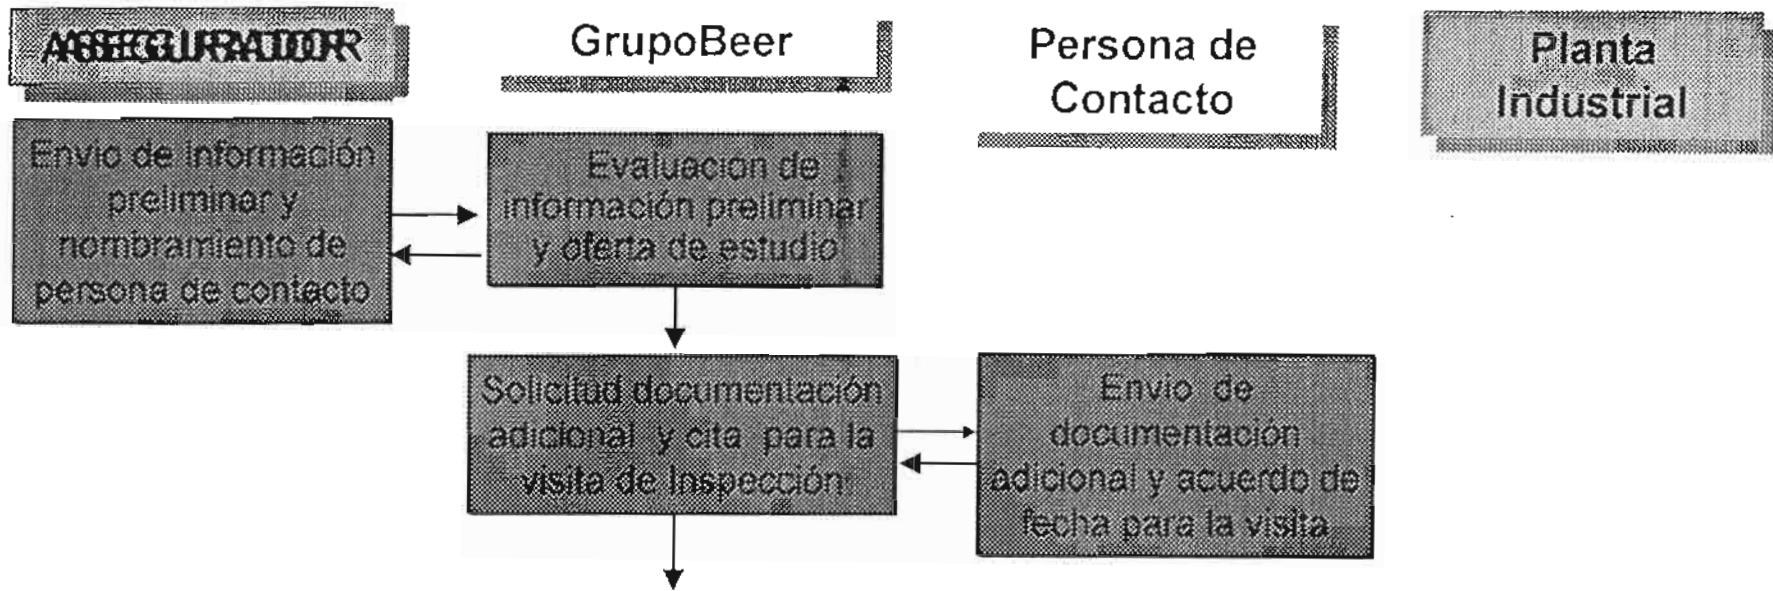 ASEGURADOR
GrupoBeer
Persona de
Contacto
Planta
Industrial
Envio de información
preliminar y
nombramiento de
persona de contacto
Evaluacion de
información preliminar
y oferta de estudio
Solicitud documentación
adicional y cita para la
visita de Inspección
Envio de
documentación
adicional y acuerdo de
fecha para la visita